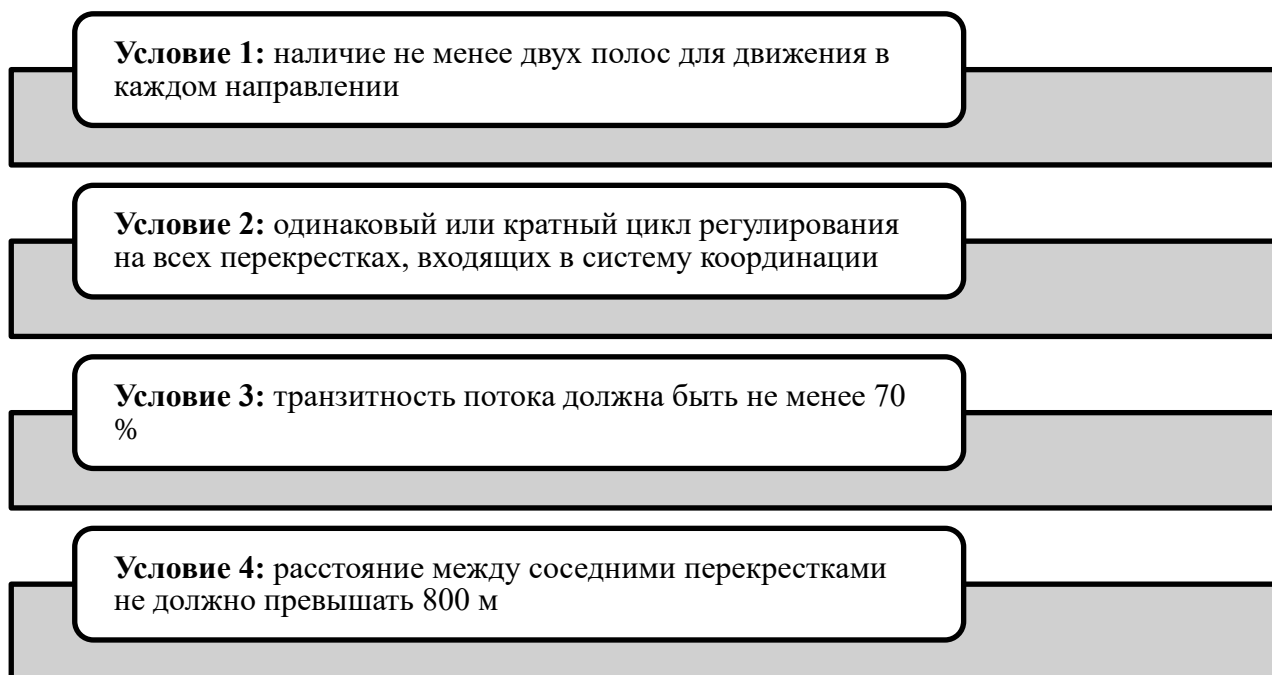 Условие 1: наличие не менее двух полос для движения в
каждом направлении
Условие 2: одинаковый или кратный цикл регулирования
на всех перекрестках, входящих в систему координации
Условие 3: транзитность потока должна быть не менее 70
%
Условие 4: расстояние между соседними перекрестками
не должно превышать 800 м